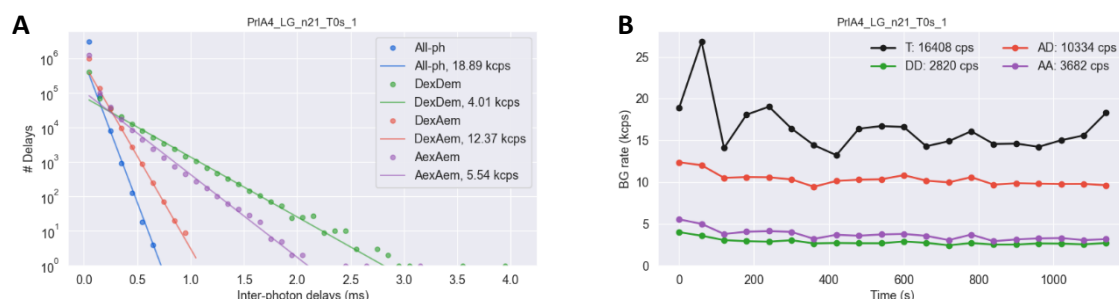 A
PrIA4_LG_n21_T0s_1
# Delays
10^6
10^5
10^4
10^3
10^2
10^1
10^0
All-ph
All-ph, 18.89 kcps
DexDem
DexDem, 4.01 kcps
DexAem
DexAem, 12.37 kcps
AexAem
AexAem, 5.54 kcps
0.0 0.5 1.0 1.5 2.0 2.5 3.0 3.5 4.0
Inter-photon delays (ms)
B
PrIA4_LG_n21_T0s_1
BG rate (kcps)
25
20
15
10
5
0
T: 16408 cps AD: 10334 cps
DD: 2820 cps AA: 3682 cps
0 200 400 600 800 1000
Time (s)